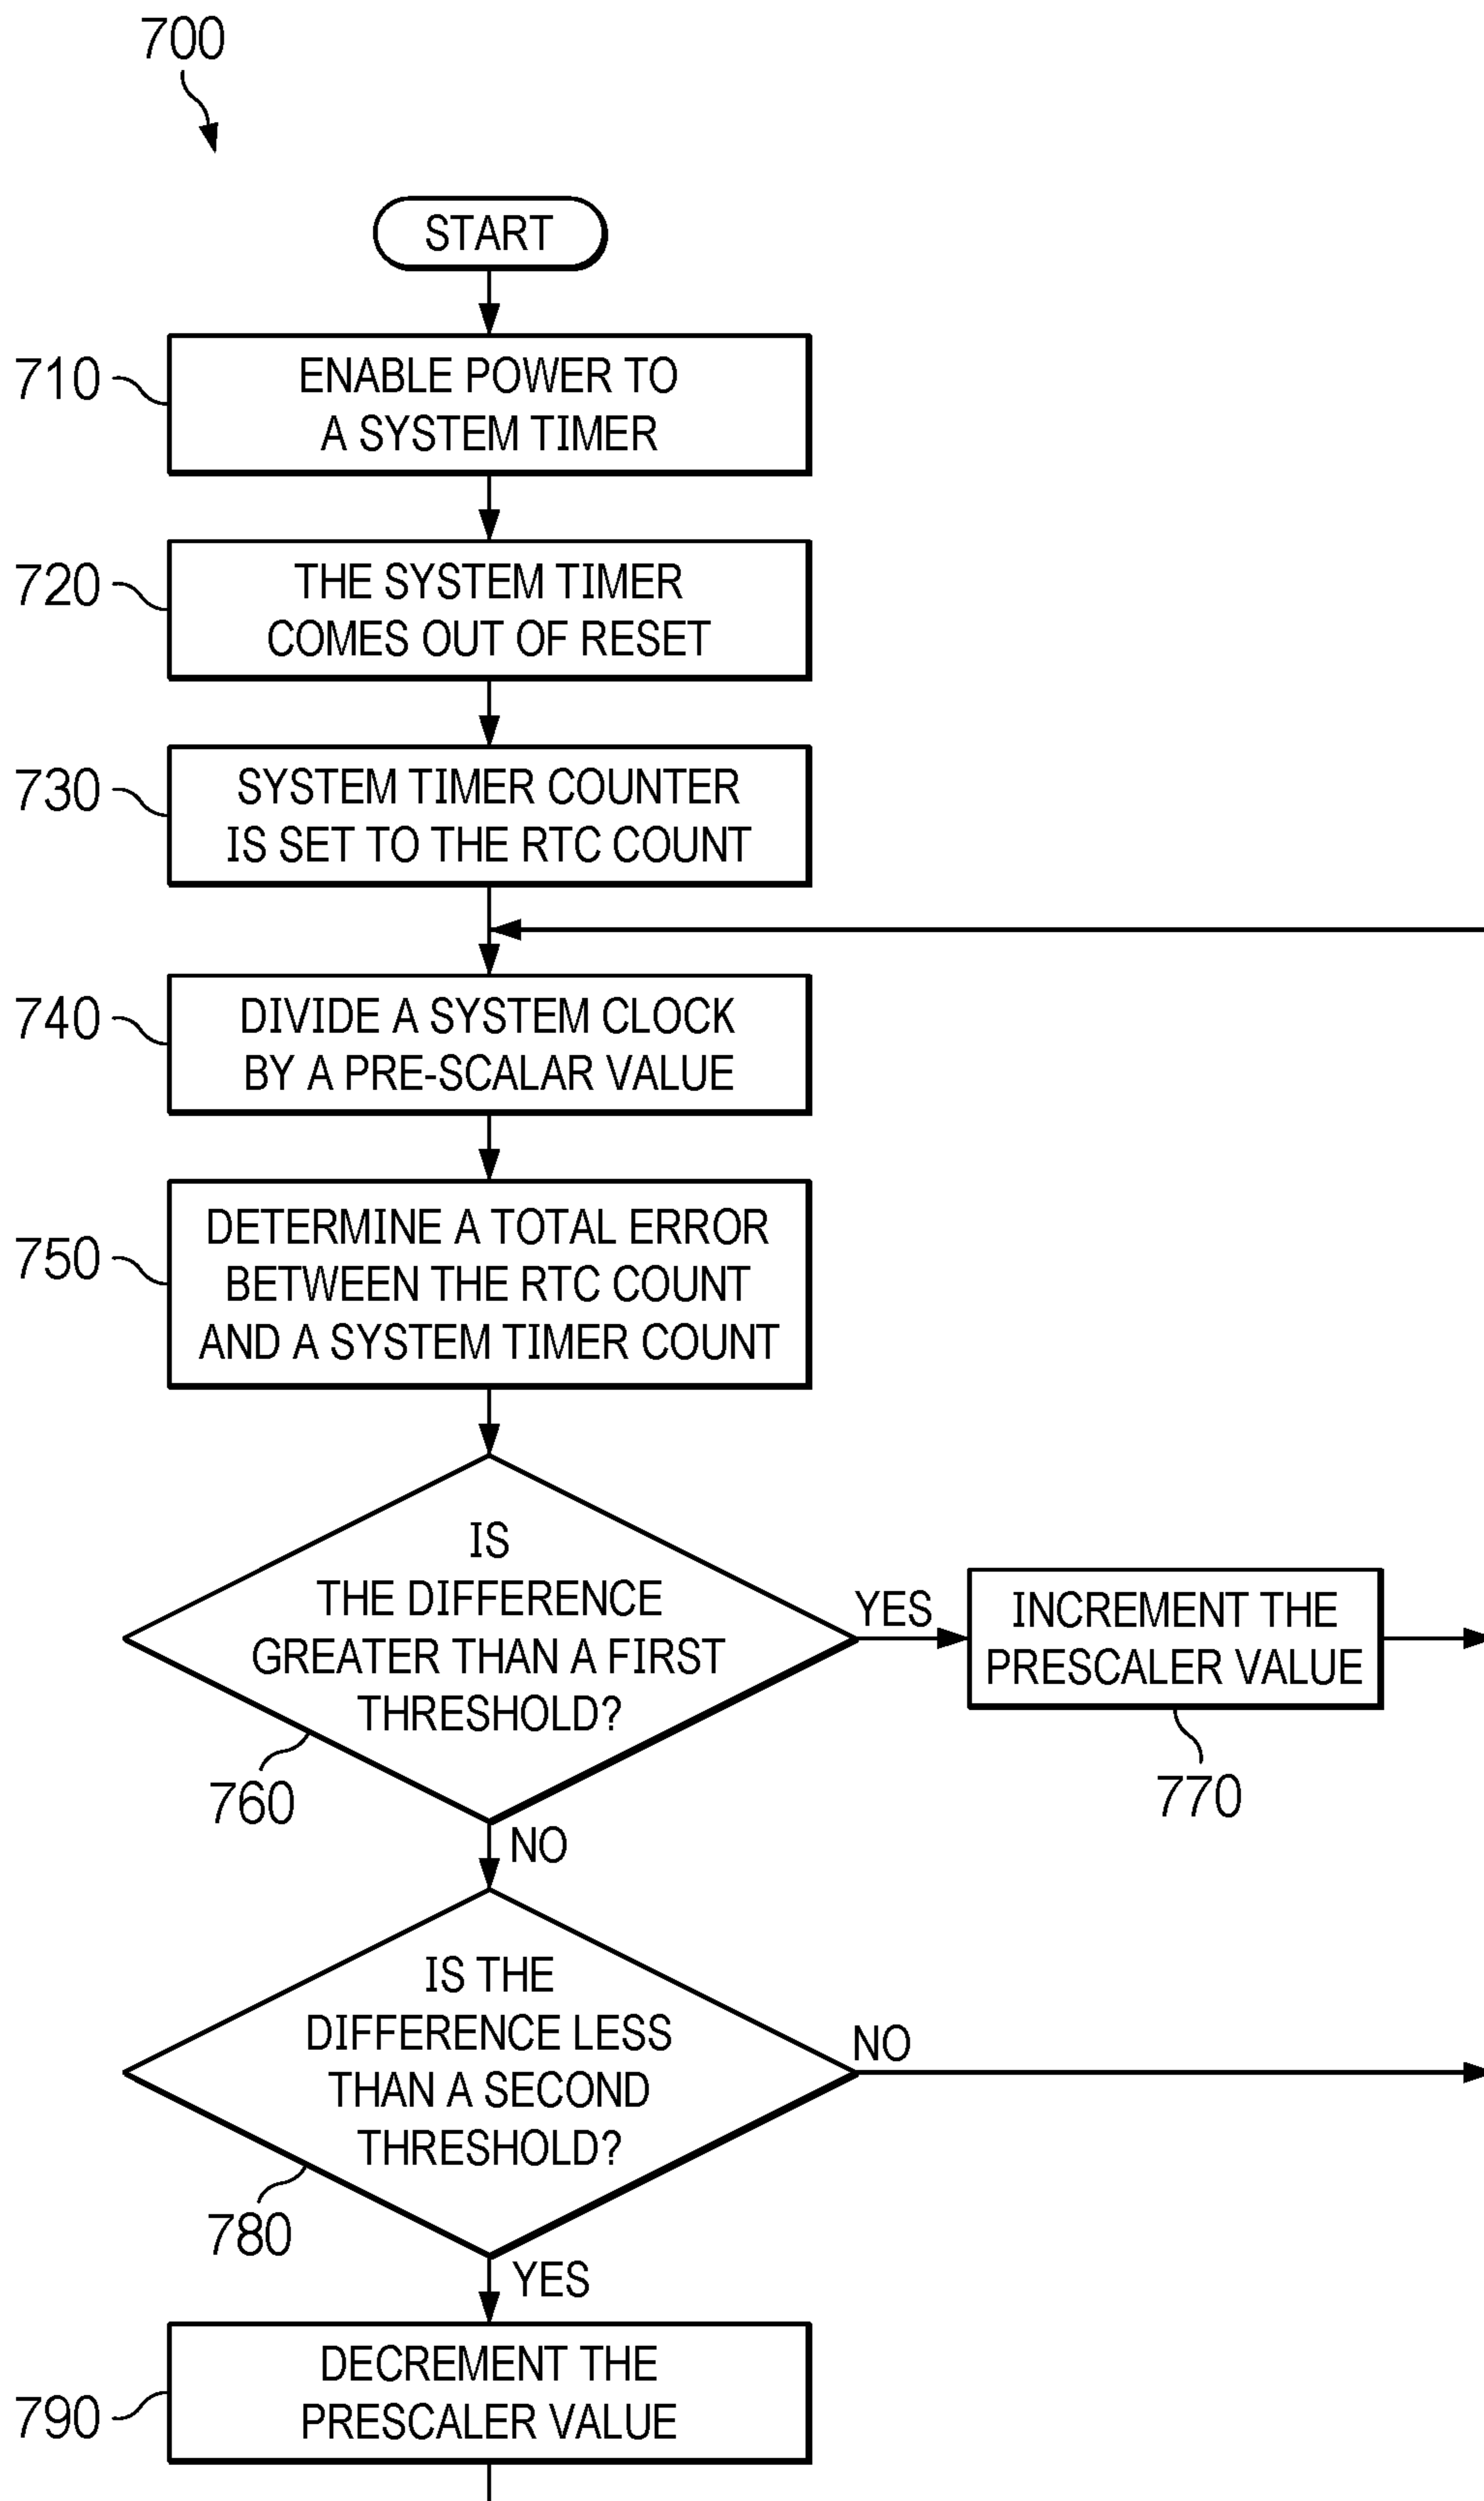 700
START
710
ENABLE POWER TO
A SYSTEM TIMER
720
THE SYSTEM TIMER
COMES OUT OF RESET
730
SYSTEM TIMER COUNTER
IS SET TO THE RTC COUNT
740
DIVIDE A SYSTEM CLOCK
BY A PRE-SCALAR VALUE
750
DETERMINE A TOTAL ERROR
BETWEEN THE RTC COUNT
AND A SYSTEM TIMER COUNT
IS
THE DIFFERENCE
GREATER THAN A FIRST
THRESHOLD?
760
YES
INCREMENT THE
PRESCALER VALUE
770
NO
IS THE
DIFFERENCE LESS
THAN A SECOND
THRESHOLD?
780
NO
YES
790
DECREMENT THE
PRESCALER VALUE